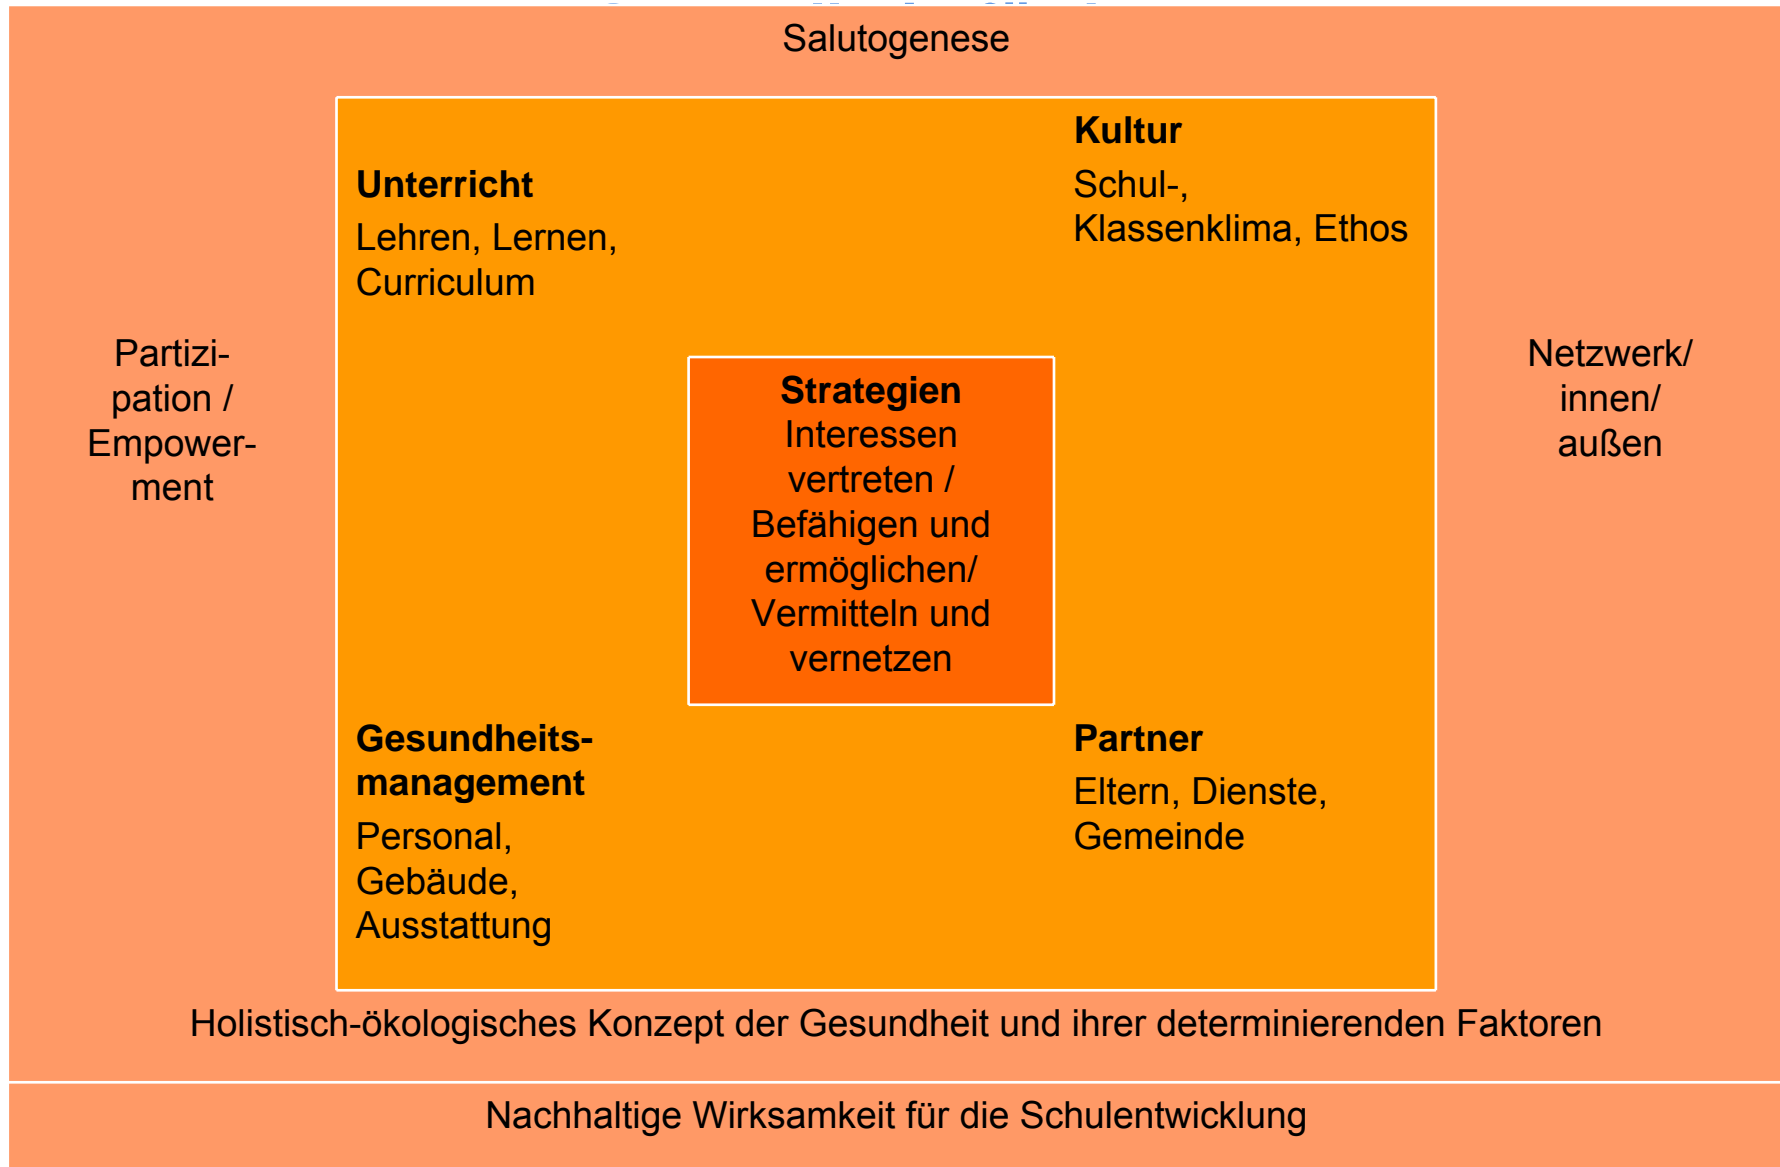 Salutogenese
Kultur
Schul-,
Klassenklima, Ethos
Unterricht
Lehren, Lernen,
Curriculum
Partizi-
pation /
Empower-
ment
Strategien
Interessen
vertreten /
Befähigen und
ermöglichen/
Vermitteln und
vernetzen
Netzwerk/
innen/
außen
Gesundheits-
management
Personal,
Gebäude,
Ausstattung
Partner
Eltern, Dienste,
Gemeinde
Holistisch-ökologisches Konzept der Gesundheit und ihrer determinierenden Faktoren
Nachhaltige Wirksamkeit für die Schulentwicklung